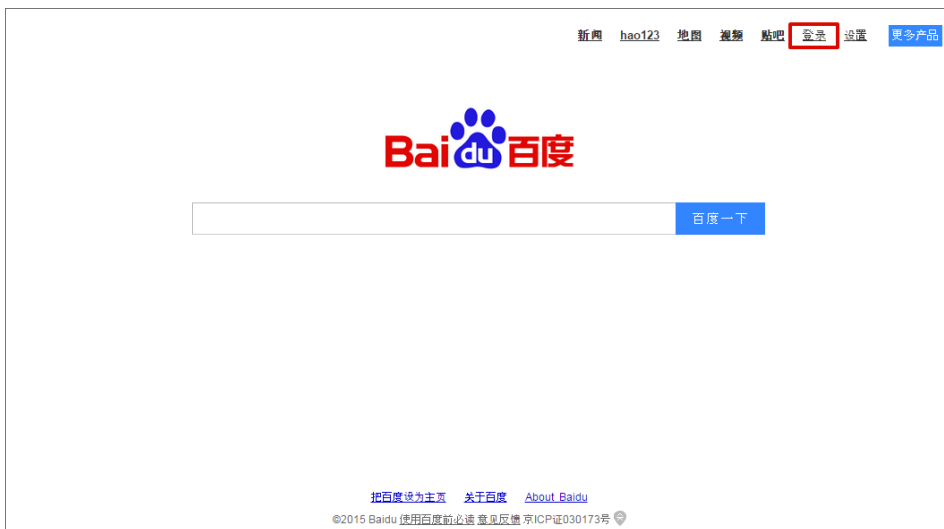 新闻 hao123 地图 视频 贴吧 登录 设置 更多产品
Bai du 百度
百度一下
把百度设为主页 关于百度 About Baidu
©2015 Baidu 使用百度前必读 意见反馈 京ICP证030173号